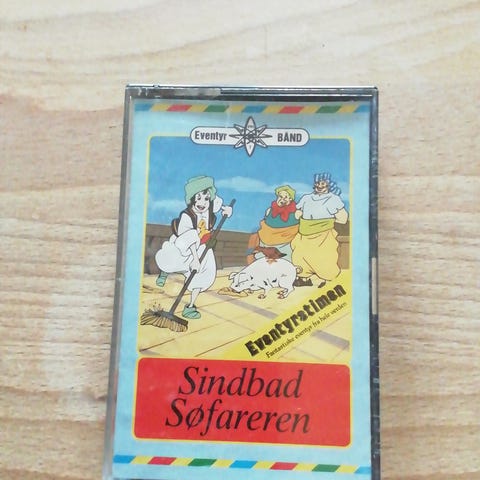 Eventyr BÅND
Eventyrstimen
Fantastiske eventyr fra hele verden
Sindbad
Søfareren